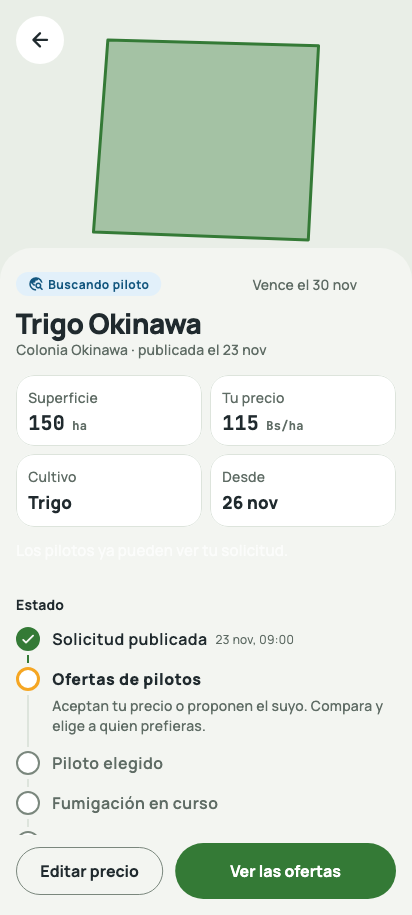 Buscando piloto
Vence el 30 nov
Trigo Okinawa
Colonia Okinawa · publicada el 23 nov
Superficie
150 ha
Tu precio
115 Bs/ha
Cultivo
Trigo
Desde
26 nov
Los pilotos ya pueden ver tu solicitud.
Estado
Solicitud publicada 23 nov, 09:00
Ofertas de pilotos
Aceptan tu precio o proponen el suyo. Compara y
elige a quien prefieras.
Piloto elegido
Fumigación en curso
Editar precio
Ver las ofertas